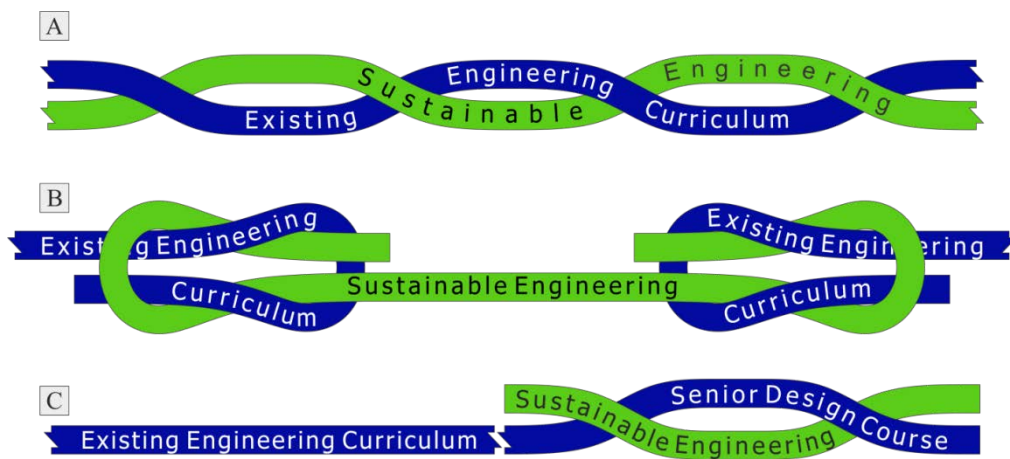 A
Existing Sustainable Engineering Curriculum Engineering
B
Existing Engineering Curriculum
Sustainable Engineering
Existing Engineering Curriculum
C
Existing Engineering Curriculum
Sustainable Engineering
Senior Design Course